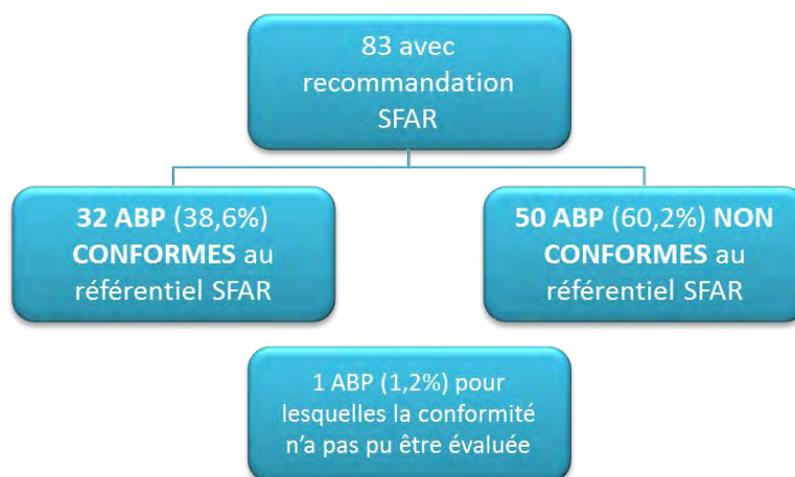 83 avec
recommandation
SFAR
32 ABP (38,6%)
CONFORMES au
référentiel SFAR
50 ABP (60,2%) NON
CONFORMES au
référentiel SFAR
1 ABP (1,2%) pour
lesquelles la conformité
n'a pas pu être évaluée